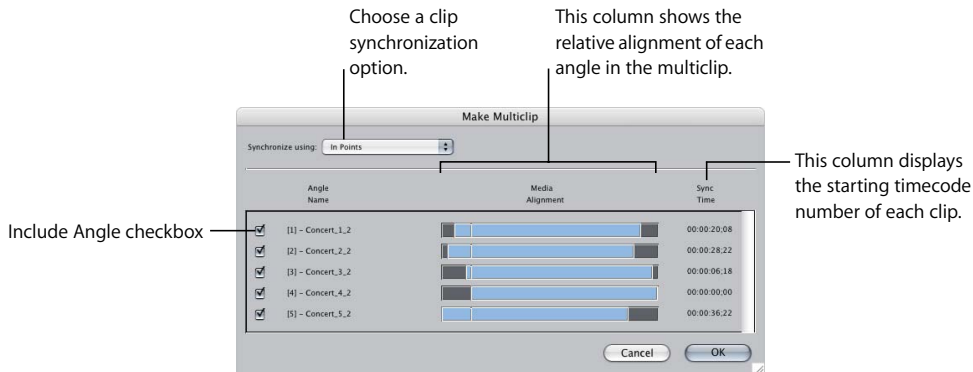 Choose a clip
synchronization
option.
This column shows the
relative alignment of each
angle in the multiclip.
Make Multiclip
Synchronize using: In Points
This column displays
the starting timecode
number of each clip.
Angle
Name
Media
Alignment
Sync
Time
Include Angle checkbox
[1] – Concert_1_2 00:00:20;08
[2] – Concert_2_2 00:00:28;22
[3] – Concert_3_2 00:00:06;18
[4] – Concert_4_2 00:00:00;00
[5] – Concert_5_2 00:00:36;22
Cancel OK